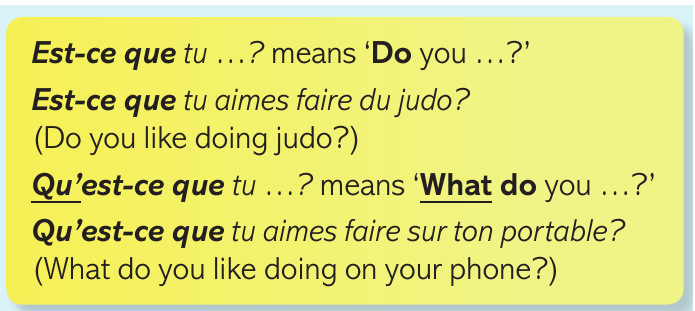 Est-ce que tu …? means ‘Do you …?’
Est-ce que tu aimes faire du judo?
(Do you like doing judo?)
Qu’est-ce que tu …? means ‘What do you …?’
Qu’est-ce que tu aimes faire sur ton portable?
(What do you like doing on your phone?)